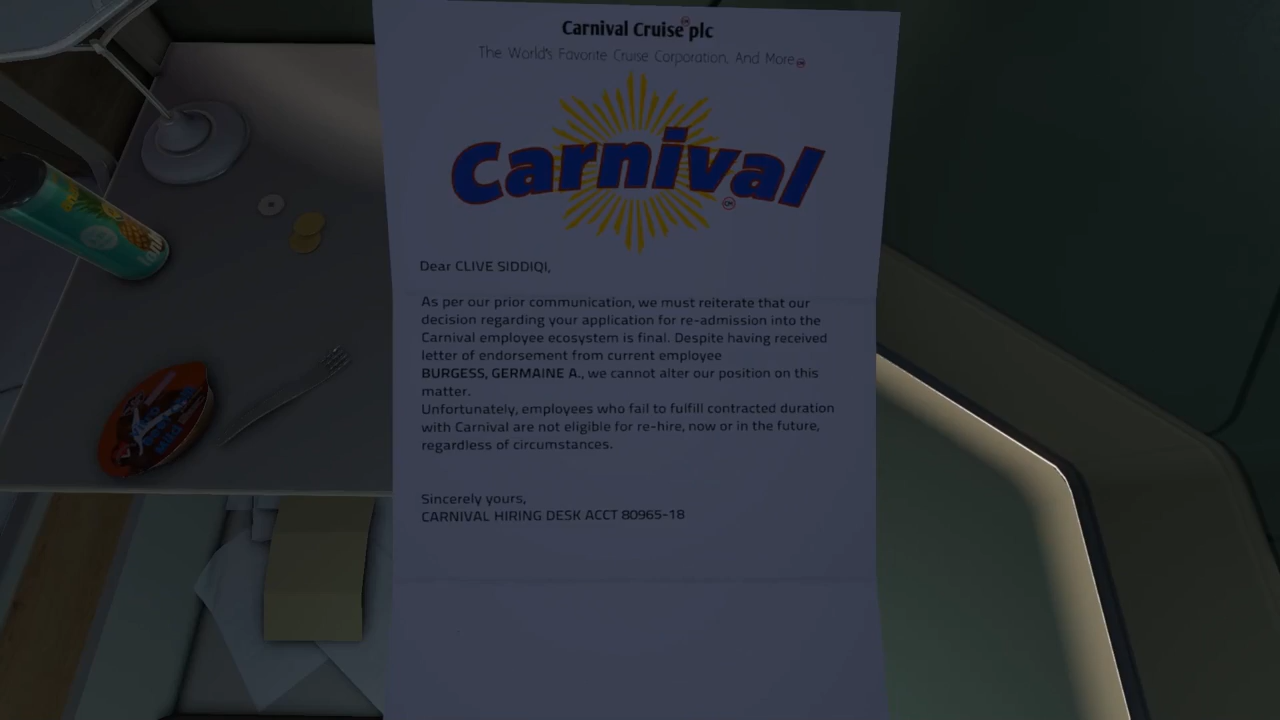 Carnival Cruise plc
The World's Favorite Cruise Corporation. And More
Carnival
Dear CLIVE SIDDIQI,
As per our prior communication, we must reiterate that our
decision regarding your application for re-admission into the
Carnival employee ecosystem is final. Despite having received
letter of endorsement from current employee
BURGESS, GERMAINE A., we cannot alter our position on this
matter.
Unfortunately, employees who fail to fulfill contracted duration
with Carnival are not eligible for re-hire, now or in the future,
regardless of circumstances.
Sincerely yours,
CARNIVAL HIRING DESK ACCT 80965-18